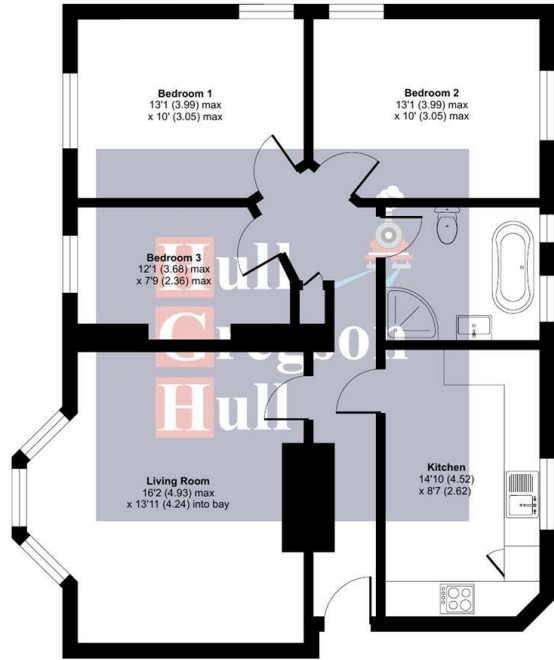 Bedroom 1
13'1 (3.99) max
x 10' (3.05) max
Bedroom 2
13'1 (3.99) max
x 10' (3.05) max
Bedroom 3
12'1 (3.68) max
x 7'9 (2.36) max
Hull
Gregson
Hull
Living Room
16'2 (4.93) max
x 13'11 (4.24) into bay
Kitchen
14'10 (4.52)
x 8'7 (2.62)